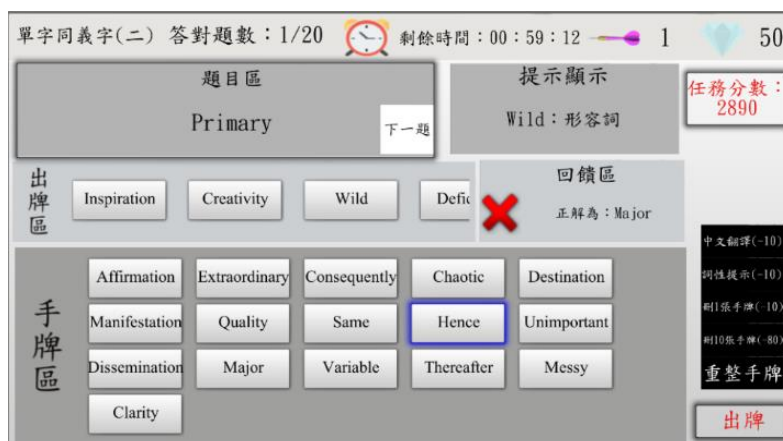 單字同義字(二) 答對題數：1/20 剩餘時間：00：59：12 1 50
題目區
Primary
下一題
提示顯示
Wild：形容詞
任務分數：
2890
出牌區
Inspiration Creativity Wild Defic
回饋區
正解為：Major
手牌區
Affirmation Extraordinary Consequently Chaotic Destination
Manifestation Quality Same Hence Unimportant
Dissemination Major Variable Thereafter Messy
Clarity
中文翻譯(-10)
詞性提示(-10)
刪1張手牌(-10)
刪10張手牌(-80)
重整手牌
出牌